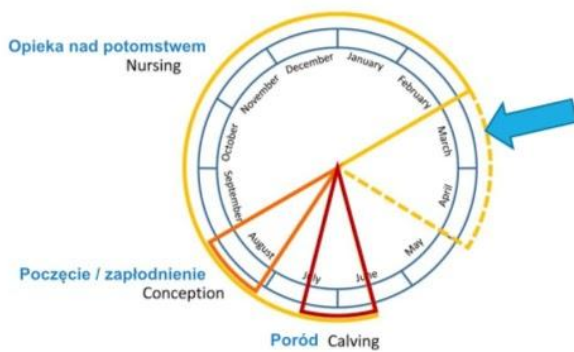 Opieka nad potomstwem
Nursing
January
February
March
April
May
June
July
August
September
October
November
December
Poczęcie / zapłodnienie
Conception
Poród Calving